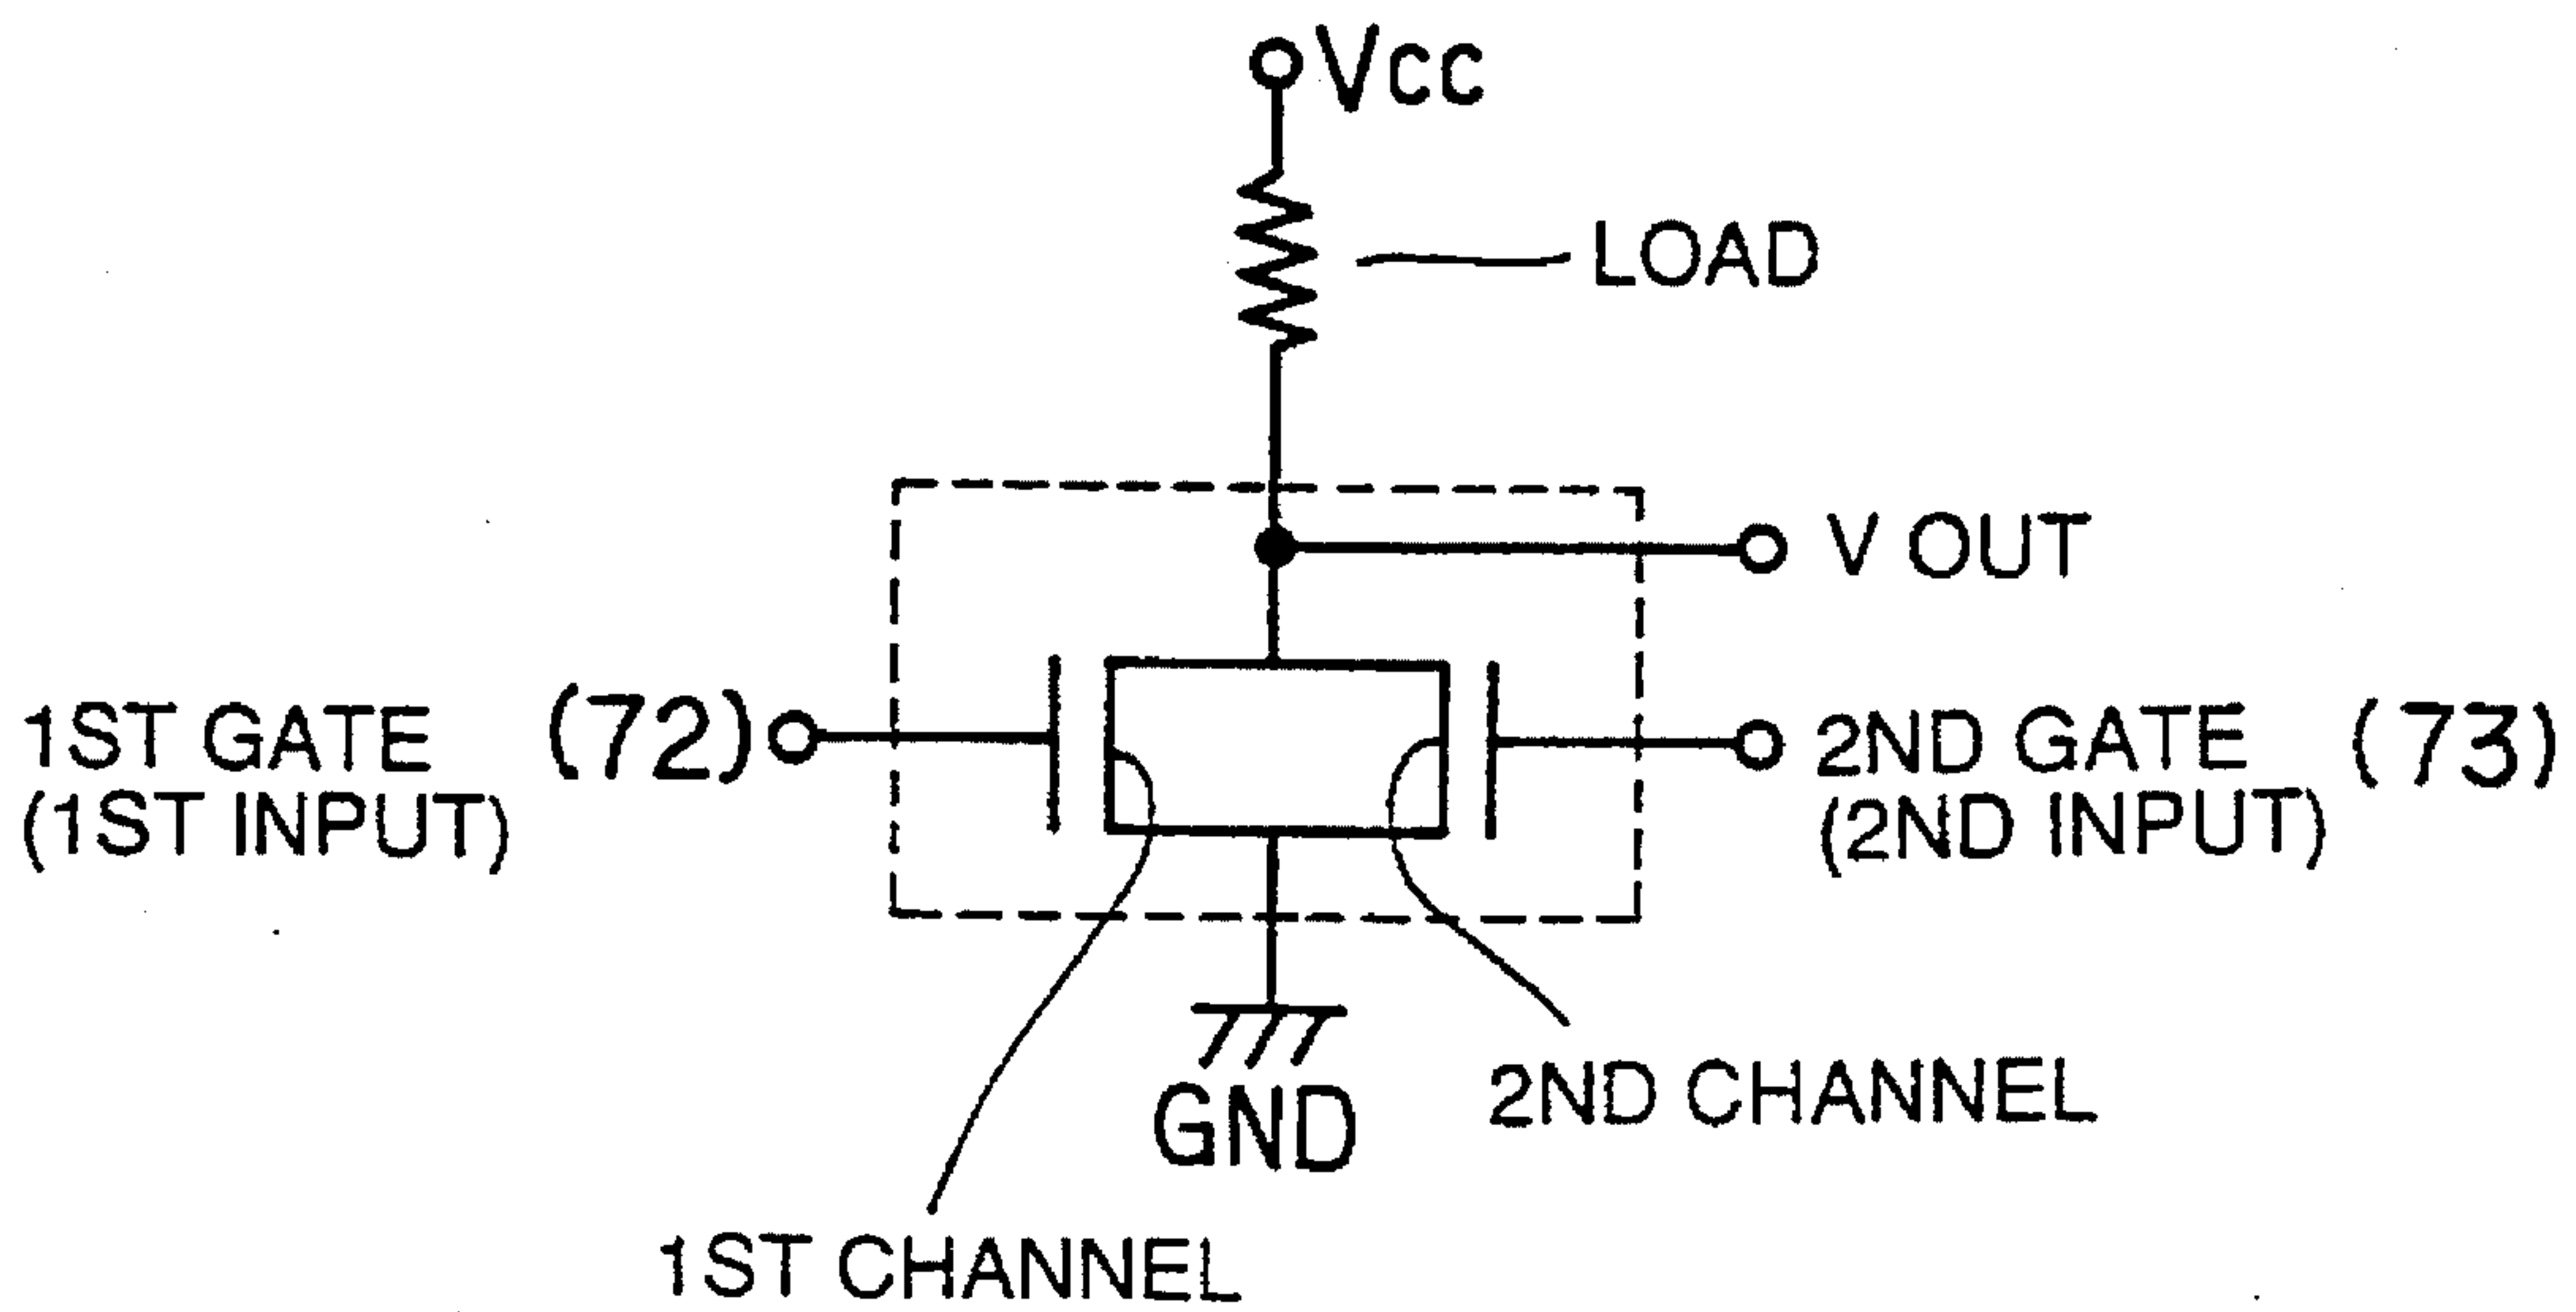 Vcc
LOAD
V OUT
1ST GATE (72)
(1ST INPUT)
2ND GATE (73)
(2ND INPUT)
GND
2ND CHANNEL
1ST CHANNEL